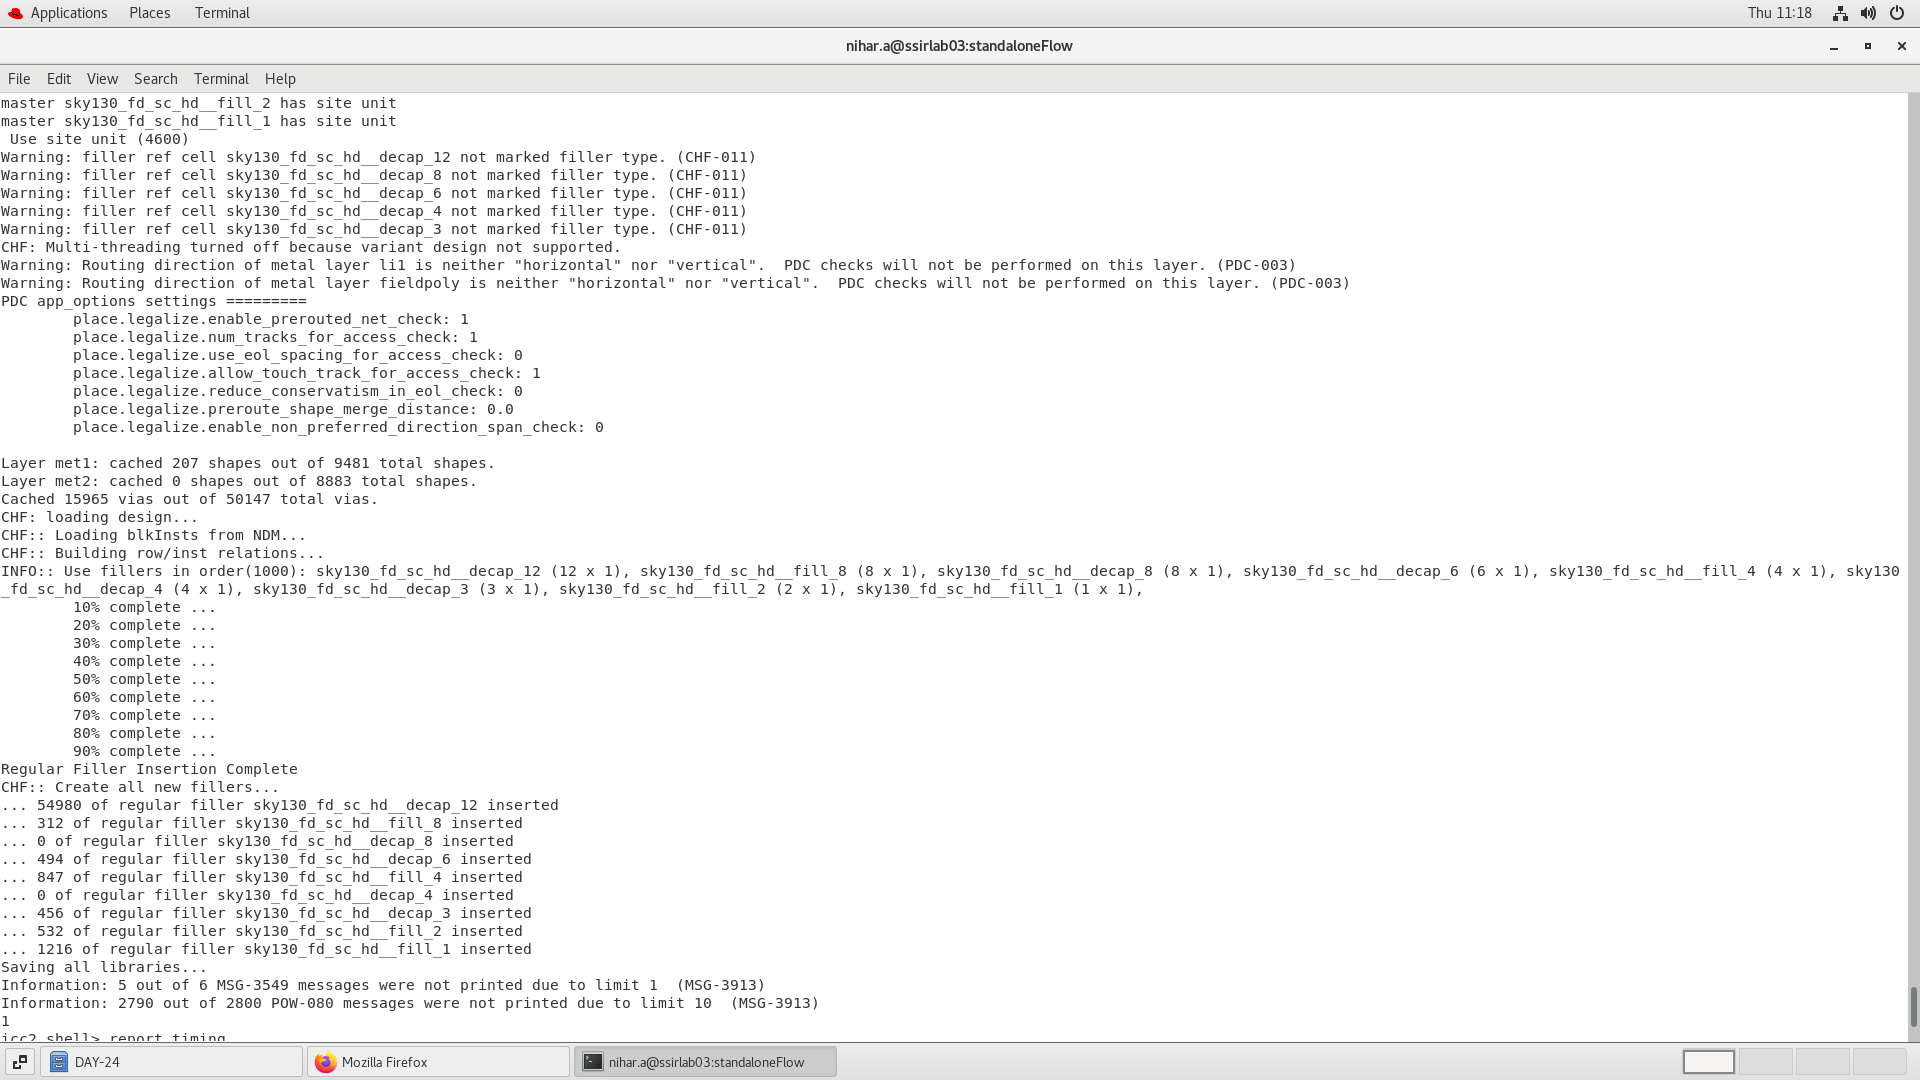 Applications Places Terminal Thu 11:18
nihar.a@ssirlab03:standaloneFlow
File Edit View Search Terminal Help
master sky130_fd_sc_hd__fill_2 has site unit
master sky130_fd_sc_hd__fill_1 has site unit
 Use site unit (4600)
Warning: filler ref cell sky130_fd_sc_hd__decap_12 not marked filler type. (CHF-011)
Warning: filler ref cell sky130_fd_sc_hd__decap_8 not marked filler type. (CHF-011)
Warning: filler ref cell sky130_fd_sc_hd__decap_6 not marked filler type. (CHF-011)
Warning: filler ref cell sky130_fd_sc_hd__decap_4 not marked filler type. (CHF-011)
Warning: filler ref cell sky130_fd_sc_hd__decap_3 not marked filler type. (CHF-011)
CHF: Multi-threading turned off because variant design not supported.
Warning: Routing direction of metal layer li1 is neither "horizontal" nor "vertical".  PDC checks will not be performed on this layer. (PDC-003)
Warning: Routing direction of metal layer fieldpoly is neither "horizontal" nor "vertical".  PDC checks will not be performed on this layer. (PDC-003)
PDC app_options settings =========
        place.legalize.enable_prerouted_net_check: 1
        place.legalize.num_tracks_for_access_check: 1
        place.legalize.use_eol_spacing_for_access_check: 0
        place.legalize.allow_touch_track_for_access_check: 1
        place.legalize.reduce_conservatism_in_eol_check: 0
        place.legalize.preroute_shape_merge_distance: 0.0
        place.legalize.enable_non_preferred_direction_span_check: 0
Layer met1: cached 207 shapes out of 9481 total shapes.
Layer met2: cached 0 shapes out of 8883 total shapes.
Cached 15965 vias out of 50147 total vias.
CHF: loading design...
CHF:: Loading blkInsts from NDM...
CHF:: Building row/inst relations...
INFO:: Use fillers in order(1000): sky130_fd_sc_hd__decap_12 (12 x 1), sky130_fd_sc_hd__fill_8 (8 x 1), sky130_fd_sc_hd__decap_8 (8 x 1), sky130_fd_sc_hd__decap_6 (6 x 1), sky130_fd_sc_hd__fill_4 (4 x 1), sky130
_fd_sc_hd__decap_4 (4 x 1), sky130_fd_sc_hd__decap_3 (3 x 1), sky130_fd_sc_hd__fill_2 (2 x 1), sky130_fd_sc_hd__fill_1 (1 x 1),
        10% complete ...
        20% complete ...
        30% complete ...
        40% complete ...
        50% complete ...
        60% complete ...
        70% complete ...
        80% complete ...
        90% complete ...
Regular Filler Insertion Complete
CHF:: Create all new fillers...
... 54980 of regular filler sky130_fd_sc_hd__decap_12 inserted
... 312 of regular filler sky130_fd_sc_hd__fill_8 inserted
... 0 of regular filler sky130_fd_sc_hd__decap_8 inserted
... 494 of regular filler sky130_fd_sc_hd__decap_6 inserted
... 847 of regular filler sky130_fd_sc_hd__fill_4 inserted
... 0 of regular filler sky130_fd_sc_hd__decap_4 inserted
... 456 of regular filler sky130_fd_sc_hd__decap_3 inserted
... 532 of regular filler sky130_fd_sc_hd__fill_2 inserted
... 1216 of regular filler sky130_fd_sc_hd__fill_1 inserted
Saving all libraries...
Information: 5 out of 6 MSG-3549 messages were not printed due to limit 1  (MSG-3913)
Information: 2790 out of 2800 POW-080 messages were not printed due to limit 10  (MSG-3913)
1
icc2_shell> report_timing
DAY-24 Mozilla Firefox nihar.a@ssirlab03:standaloneFlow